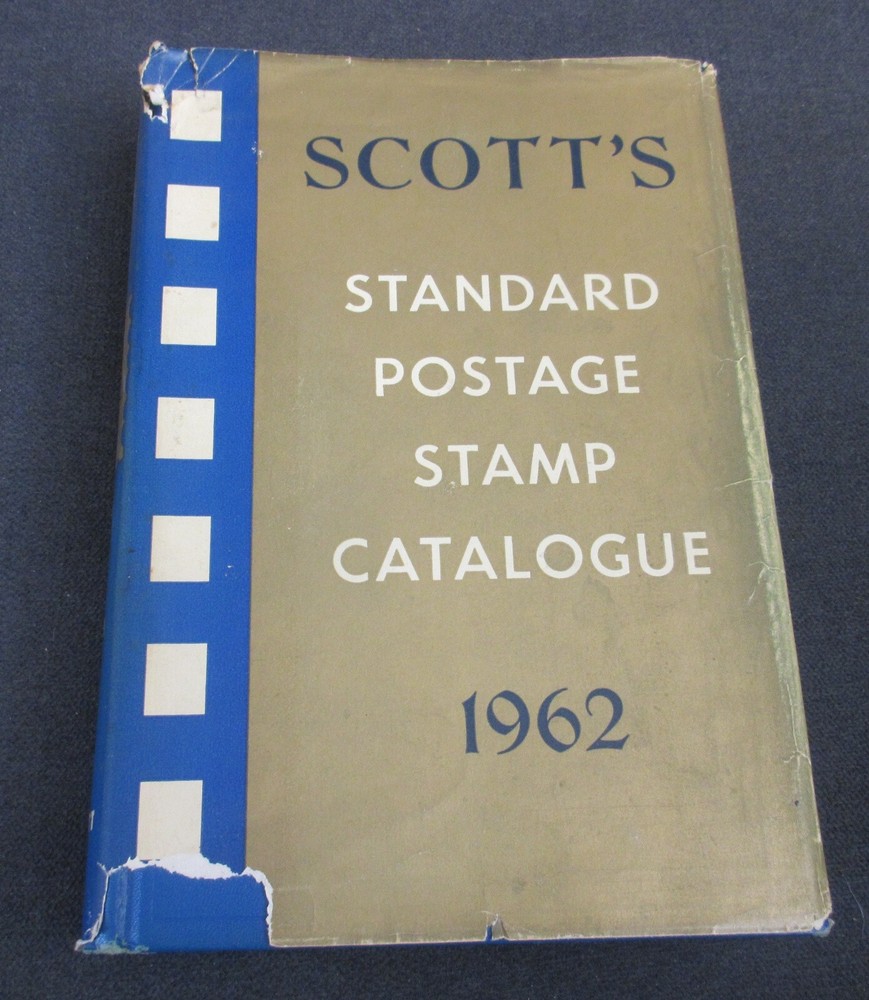 SCOTT'S
STANDARD
POSTAGE
STAMP
CATALOGUE
1962